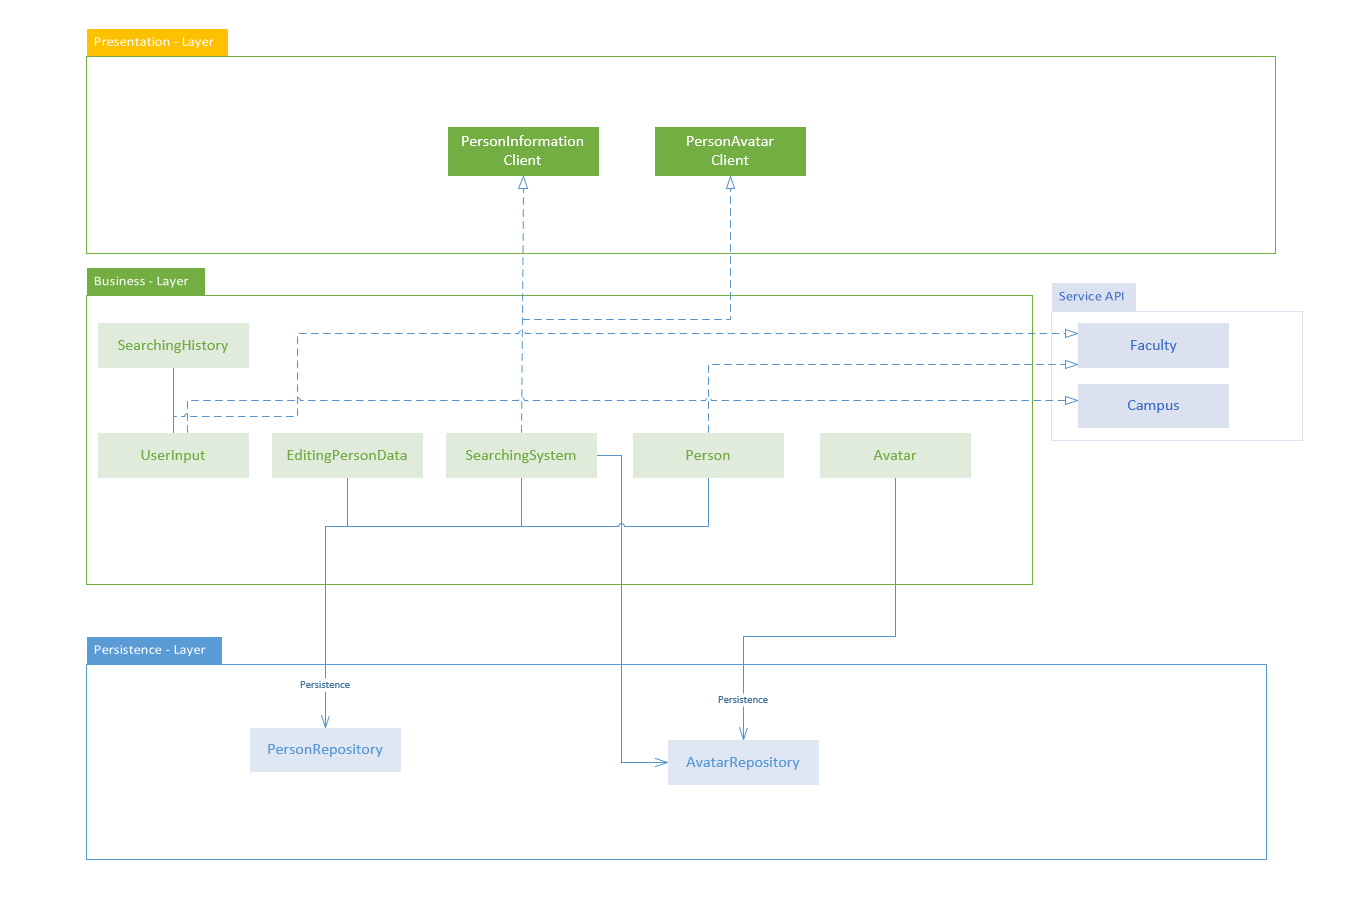 Presentation - Layer
PersonInformation
Client
PersonAvatar
Client
Business - Layer
Service API
SearchingHistory
Faculty
Campus
UserInput
EditingPersonData
SearchingSystem
Person
Avatar
Persistence - Layer
Persistence
Persistence
PersonRepository
AvatarRepository